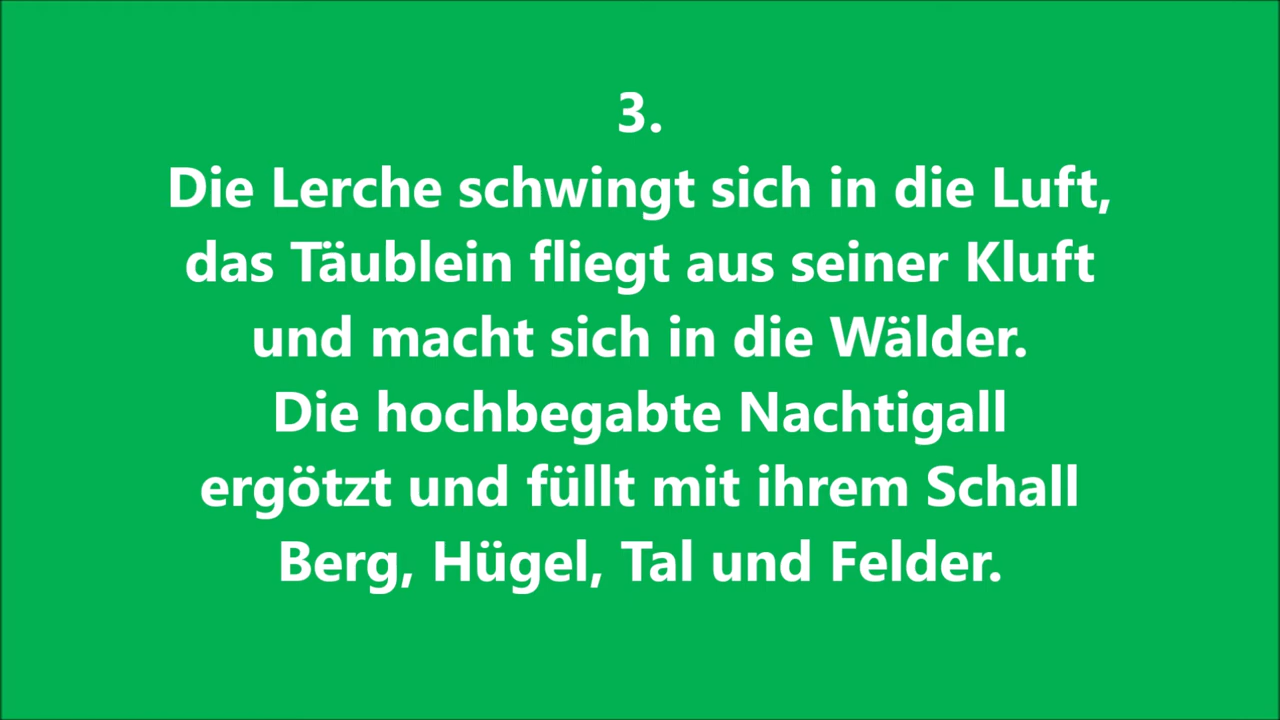 3.
Die Lerche schwingt sich in die Luft,
das Täublein fliegt aus seiner Kluft
und macht sich in die Wälder.
Die hochbegabte Nachtigall
ergötzt und füllt mit ihrem Schall
Berg, Hügel, Tal und Felder.